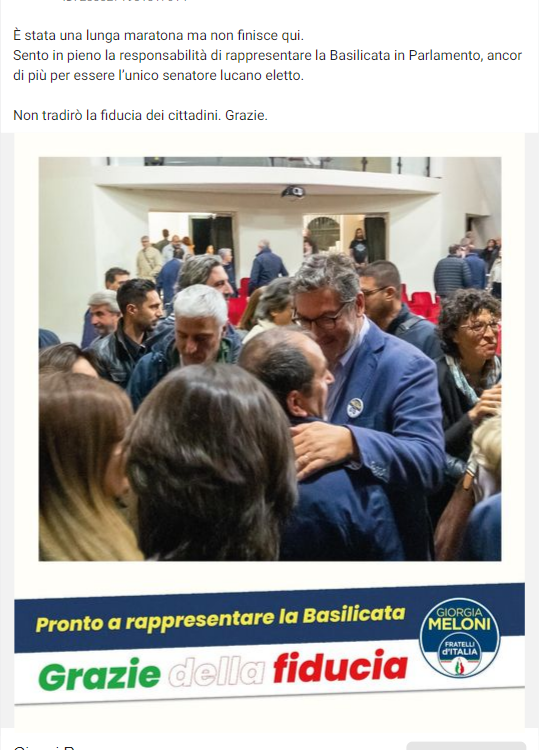 È stata una lunga maratona ma non finisce qui.
Sento in pieno la responsabilità di rappresentare la Basilicata in Parlamento, ancor
di più per essere l'unico senatore lucano eletto.
Non tradirò la fiducia dei cittadini. Grazie.
Pronto a rappresentare la Basilicata
Grazie della fiducia
GIORGIA
MELONI
FRATELLI
d'ITALIA